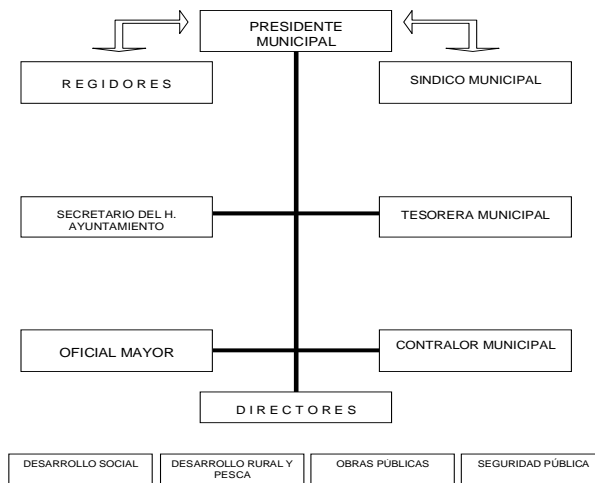 PRESIDENTE
MUNICIPAL
R E G I D O R E S
SINDICO MUNICIPAL
SECRETARIO DEL H.
AYUNTAMIENTO
TESORERA MUNICIPAL
OFICIAL MAYOR
CONTRALOR MUNICIPAL
D I R E C T O R E S
DESARROLLO SOCIAL
DESARROLLO RURAL Y
PESCA
OBRAS PÚBLICAS
SEGURIDAD PÚBLICA